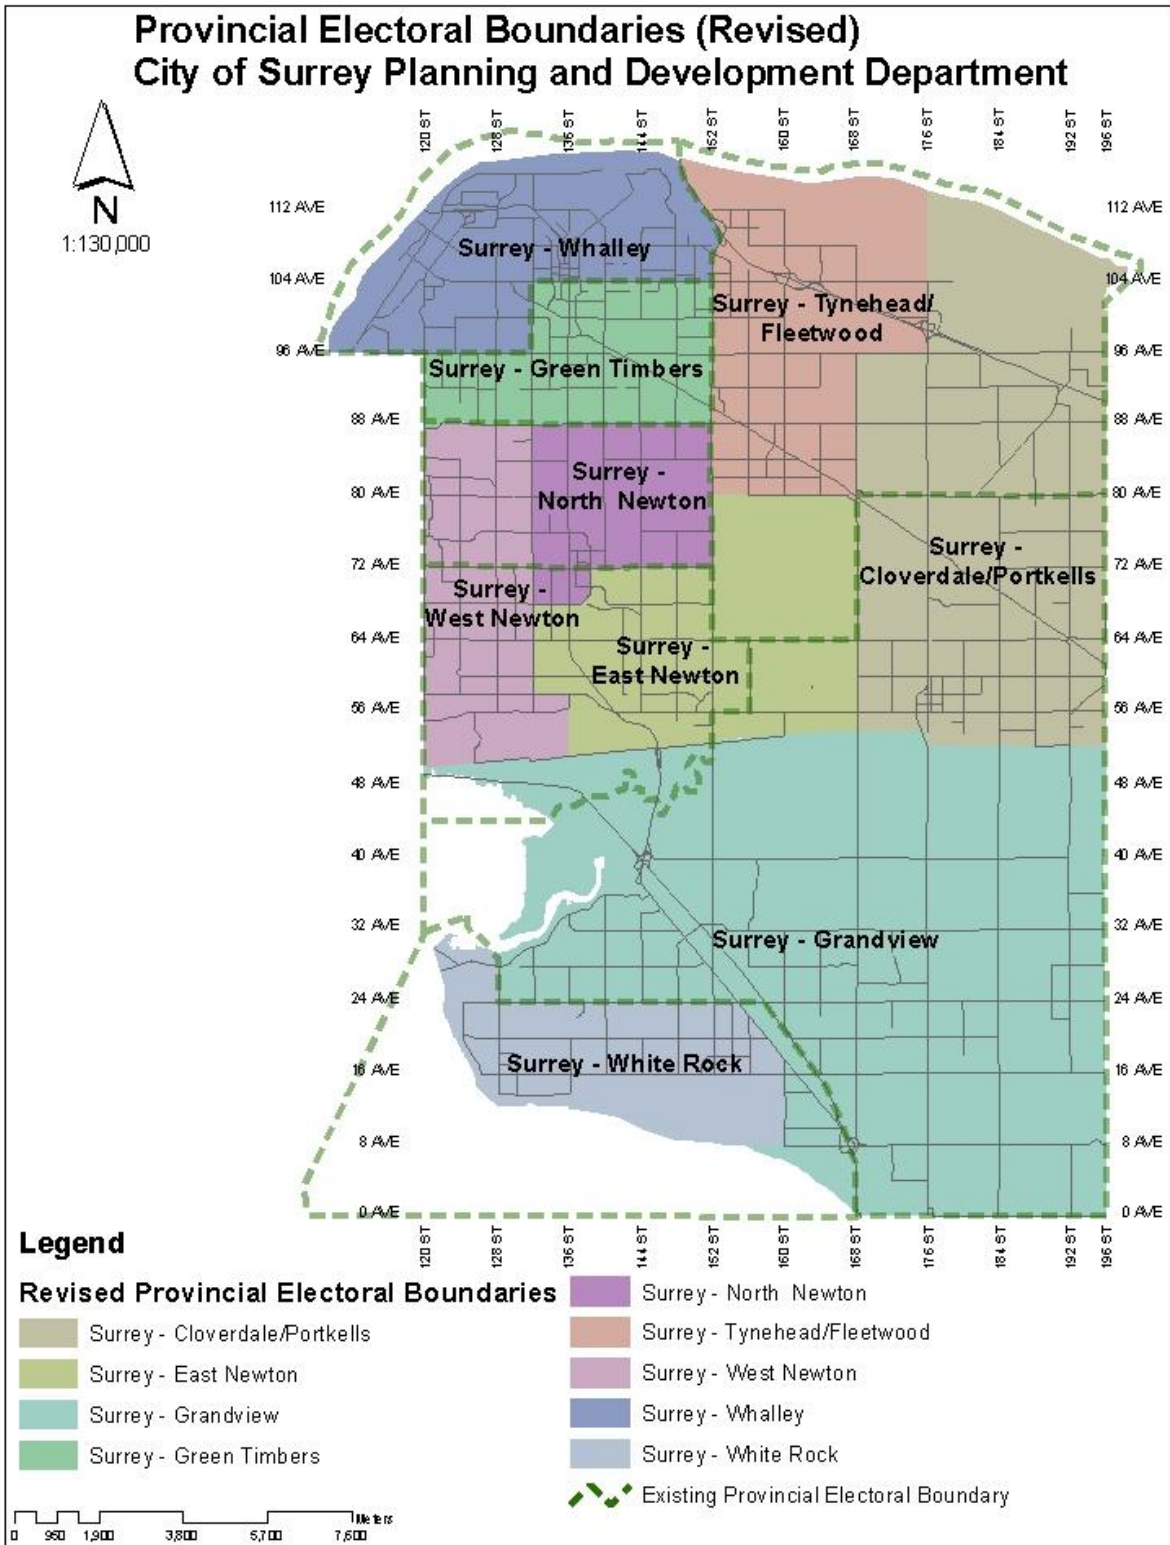 Provincial Electoral Boundaries (Revised)
City of Surrey Planning and Development Department
N
1:130,000
120 ST
128 ST
136 ST
144 ST
152 ST
160 ST
168 ST
176 ST
184 ST
192 ST
196 ST
112 AVE
112 AVE
Surrey - Whalley
104 AVE
104 AVE
Surrey - Tynehead/
Fleetwood
96 AVE
96 AVE
Surrey - Green Timbers
88 AVE
88 AVE
Surrey -
North Newton
80 AVE
80 AVE
Surrey -
Cloverdale/Portkells
72 AVE
72 AVE
Surrey -
West Newton
64 AVE
64 AVE
Surrey -
East Newton
56 AVE
56 AVE
48 AVE
48 AVE
40 AVE
40 AVE
32 AVE
32 AVE
Surrey - Grandview
24 AVE
24 AVE
Surrey - White Rock
16 AVE
16 AVE
8 AVE
8 AVE
0 AVE
0 AVE
120 ST
128 ST
136 ST
144 ST
152 ST
160 ST
168 ST
176 ST
184 ST
192 ST
196 ST
Legend
Revised Provincial Electoral Boundaries
Surrey - Cloverdale/Portkells
Surrey - East Newton
Surrey - Grandview
Surrey - Green Timbers
Surrey - North Newton
Surrey - Tynehead/Fleetwood
Surrey - West Newton
Surrey - Whalley
Surrey - White Rock
Existing Provincial Electoral Boundary
Meters
0 950 1,900 3,800 5,700 7,600